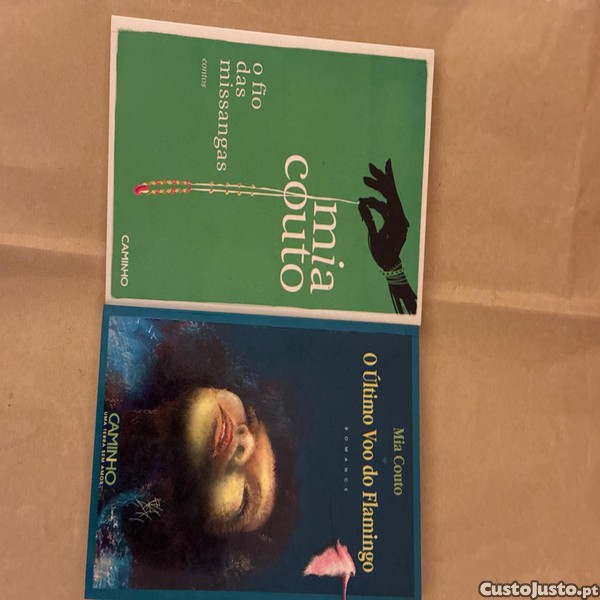 mia
couto
o fio
das
missangas
contos
CAMINHO
Mia Couto
O Último Voo do Flamingo
ROMANCE
CAMINHO
UMA TERRA SEM AMOS
CustoJusto.pt